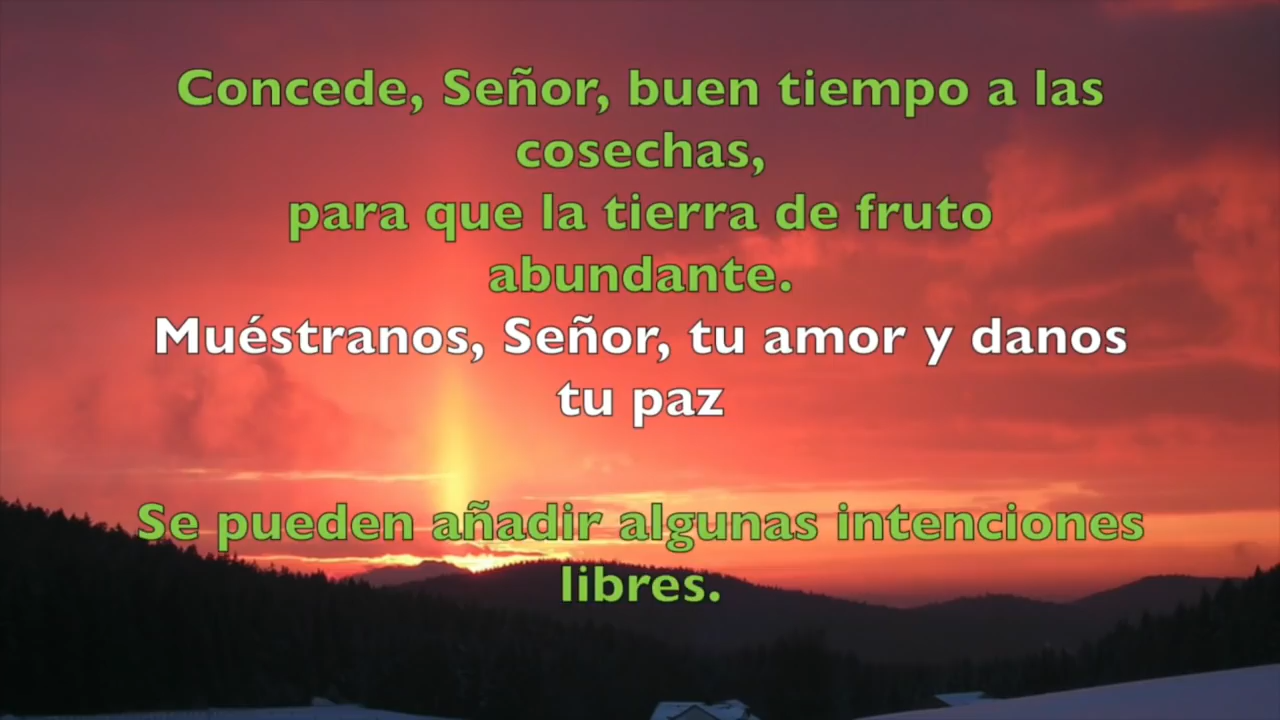 Concede, Señor, buen tiempo a las
cosechas,
para que la tierra de fruto
abundante.
Muéstranos, Señor, tu amor y danos
tu paz
Se pueden añadir algunas intenciones
libres.